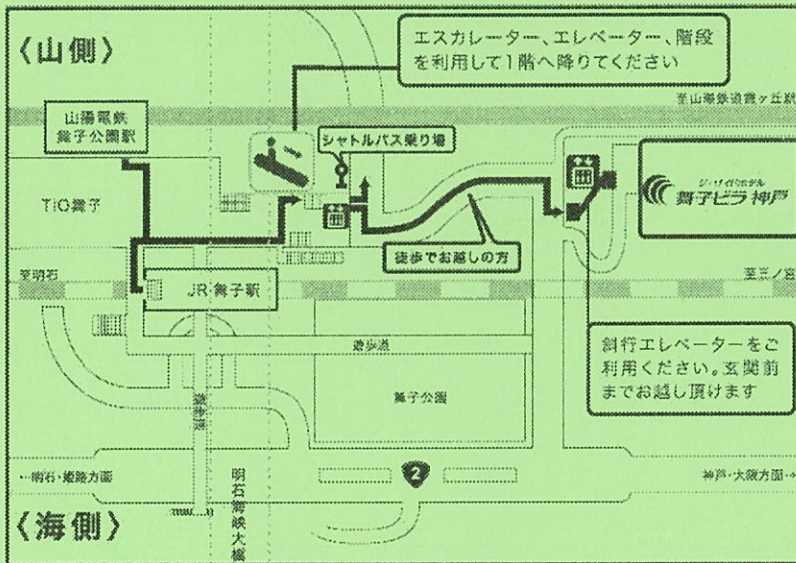 〈山側〉
エスカレーター、エレベーター、階段
を利用して1階へ降りてください
至山陽鉄道霞ヶ丘駅
山陽電鉄
舞子公園駅
シャトルバス乗り場
舞子ビラ 神戸
TiO舞子
徒歩でお越しの方
至明石
至三ノ宮
JR 舞子駅
斜行エレベーターをご
利用ください。玄関前
までお越し頂けます
遊歩道
舞子公園
←明石・姫路方面
2
神戸・大阪方面→
明石海峡大橋
〈海側〉